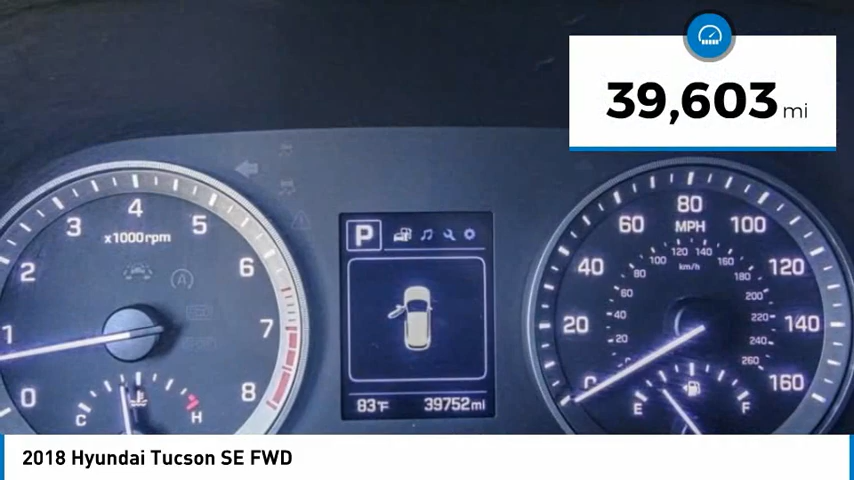 39,603 mi
4
3
5
x1000rpm
2
6
1
7
0
8
C
H
P
83°F
39752mi
80
60
MPH
100
120
140
100
160
40
km/h
120
80
180
60
200
20
40
220
140
20
240
0
260
160
E
F
2018 Hyundai Tucson SE FWD